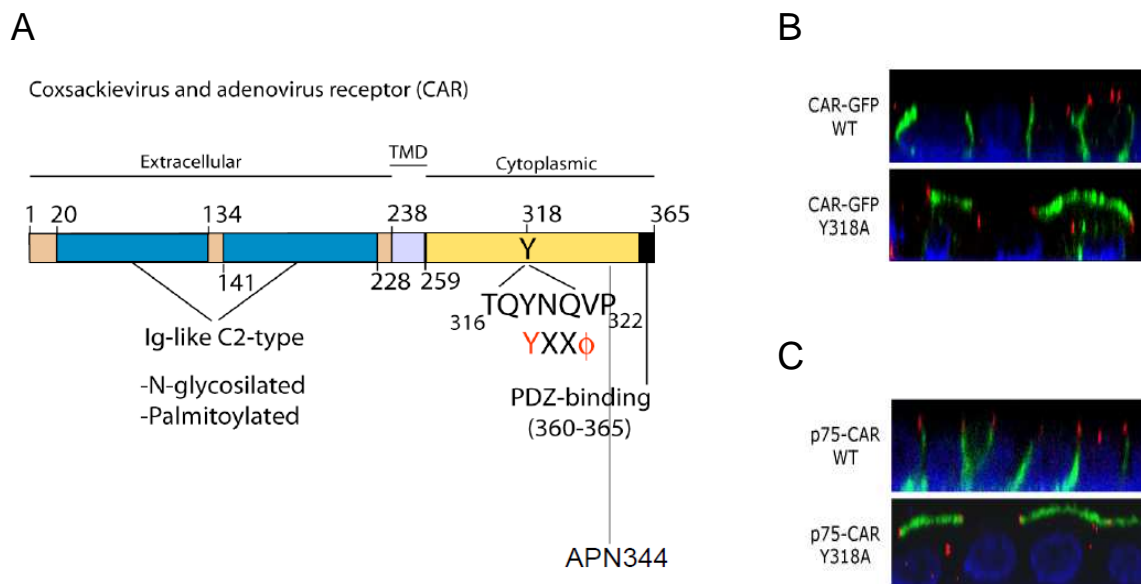 A
Coxsackievirus and adenovirus receptor (CAR)
Extracellular
TMD
Cytoplasmic
1 20 134 238 318 365
Y
141 228 259
TQYNQVP
316 322
YXXϕ
Ig-like C2-type
-N-glycosilated
-Palmitoylated
PDZ-binding
(360-365)
APN344
B
CAR-GFP
WT
CAR-GFP
Y318A
C
p75-CAR
WT
p75-CAR
Y318A